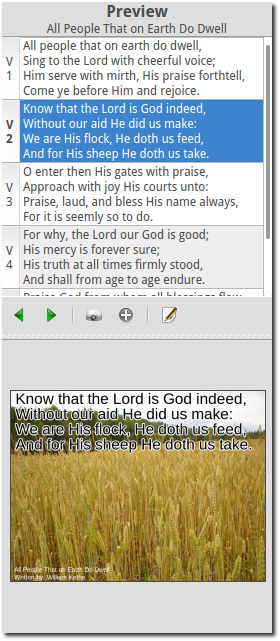 Preview
All People That on Earth Do Dwell
V
1
All people that on earth do dwell,
Sing to the Lord with cheerful voice;
Him serve with mirth, His praise forthtell,
Come ye before Him and rejoice.
V
2
Know that the Lord is God indeed,
Without our aid He did us make:
We are His flock, He doth us feed,
And for His sheep He doth us take.
V
3
O enter then His gates with praise,
Approach with joy His courts unto:
Praise, laud, and bless His name always,
For it is seemly so to do.
V
4
For why, the Lord our God is good;
His mercy is forever sure;
His truth at all times firmly stood,
And shall from age to age endure.
Praise God from whom all blessings flow
Know that the Lord is God indeed,
Without our aid He did us make:
We are His flock, He doth us feed,
And for His sheep He doth us take.
All People That on Earth Do Dwell
Written by: William Kethe